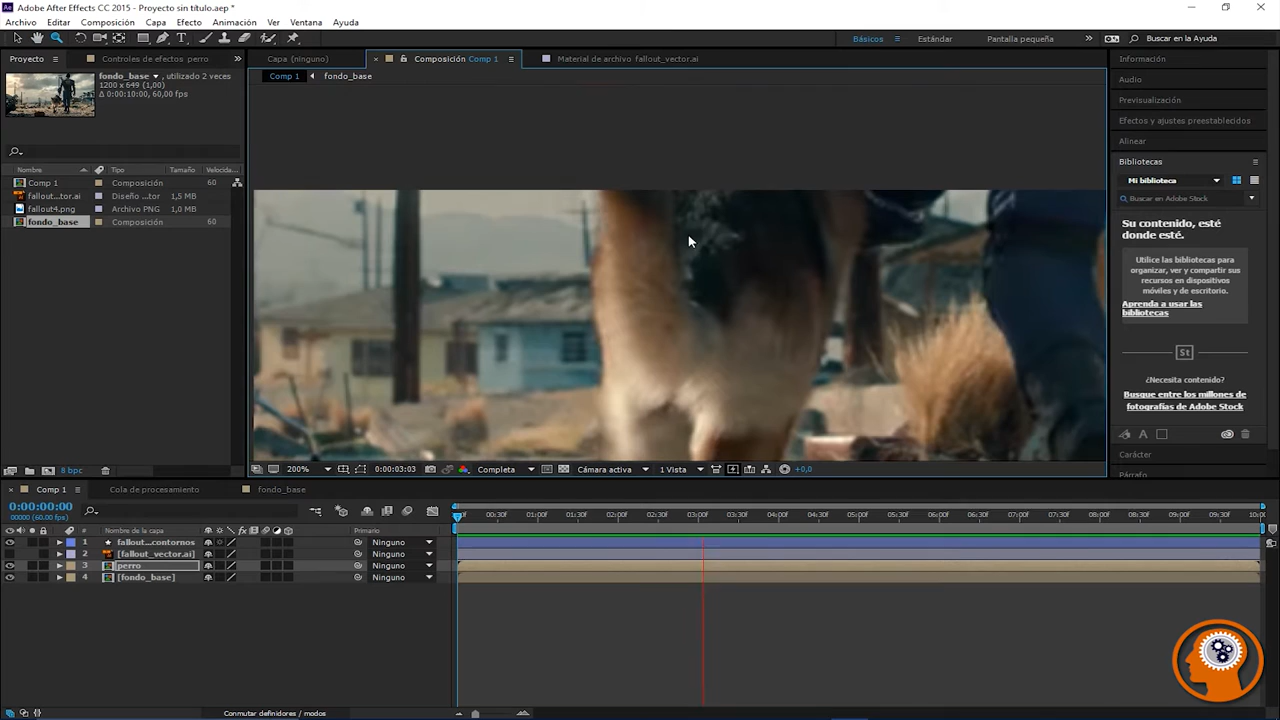 Adobe After Effects CC 2015 - Proyecto sin título.aep *
Archivo Editar Composición Capa Efecto Animación Ver Ventana Ayuda
Básicos Estándar Pantalla pequeña Buscar en la Ayuda
Proyecto Controles de efectos perro Capa (ninguno) Composición Comp 1 Material de archivo fallout_vector.ai Información
fondo_base, utilizado 2 veces
1200 x 649 (1,00)
Δ 0:00:10:00, 60,00 fps
Comp 1 fondo_base
Audio
Previsualización
Efectos y ajustes preestablecidos
Alinear
Bibliotecas
Mi biblioteca
Buscar en Adobe Stock
Su contenido, esté
donde esté.
Utilice las bibliotecas para
organizar, ver y compartir sus
recursos en dispositivos
móviles y de escritorio.
Aprenda a usar las
bibliotecas
St
¿Necesita contenido?
Busque entre los millones de
fotografías de Adobe Stock
Carácter
Párrafo
Nombre Tipo Tamaño Velocida...
Comp 1 Composición 60
fallout...tor.ai Diseño ...tor 1,5 MB
fallout4.png Archivo PNG 1,0 MB
fondo_base Composición 60
8 bpc
200% 0:00:03:03 Completa Cámara activa 1 Vista +0,0
Comp 1 Cola de procesamiento fondo_base
0:00:00:00
00000 (60.00 fps)
00:30f 01:00f 01:30f 02:00f 02:30f 03:00f 03:30f 04:00f 04:30f 05:00f 05:30f 06:00f 06:30f 07:00f 07:30f 08:00f 08:30f 09:00f 09:30f
# Nombre de la capa Primario
1 fallout...contornos Ninguno
2 [fallout_vector.ai] Ninguno
3 perro Ninguno
4 [fondo_base] Ninguno
Conmutar definidores / modos